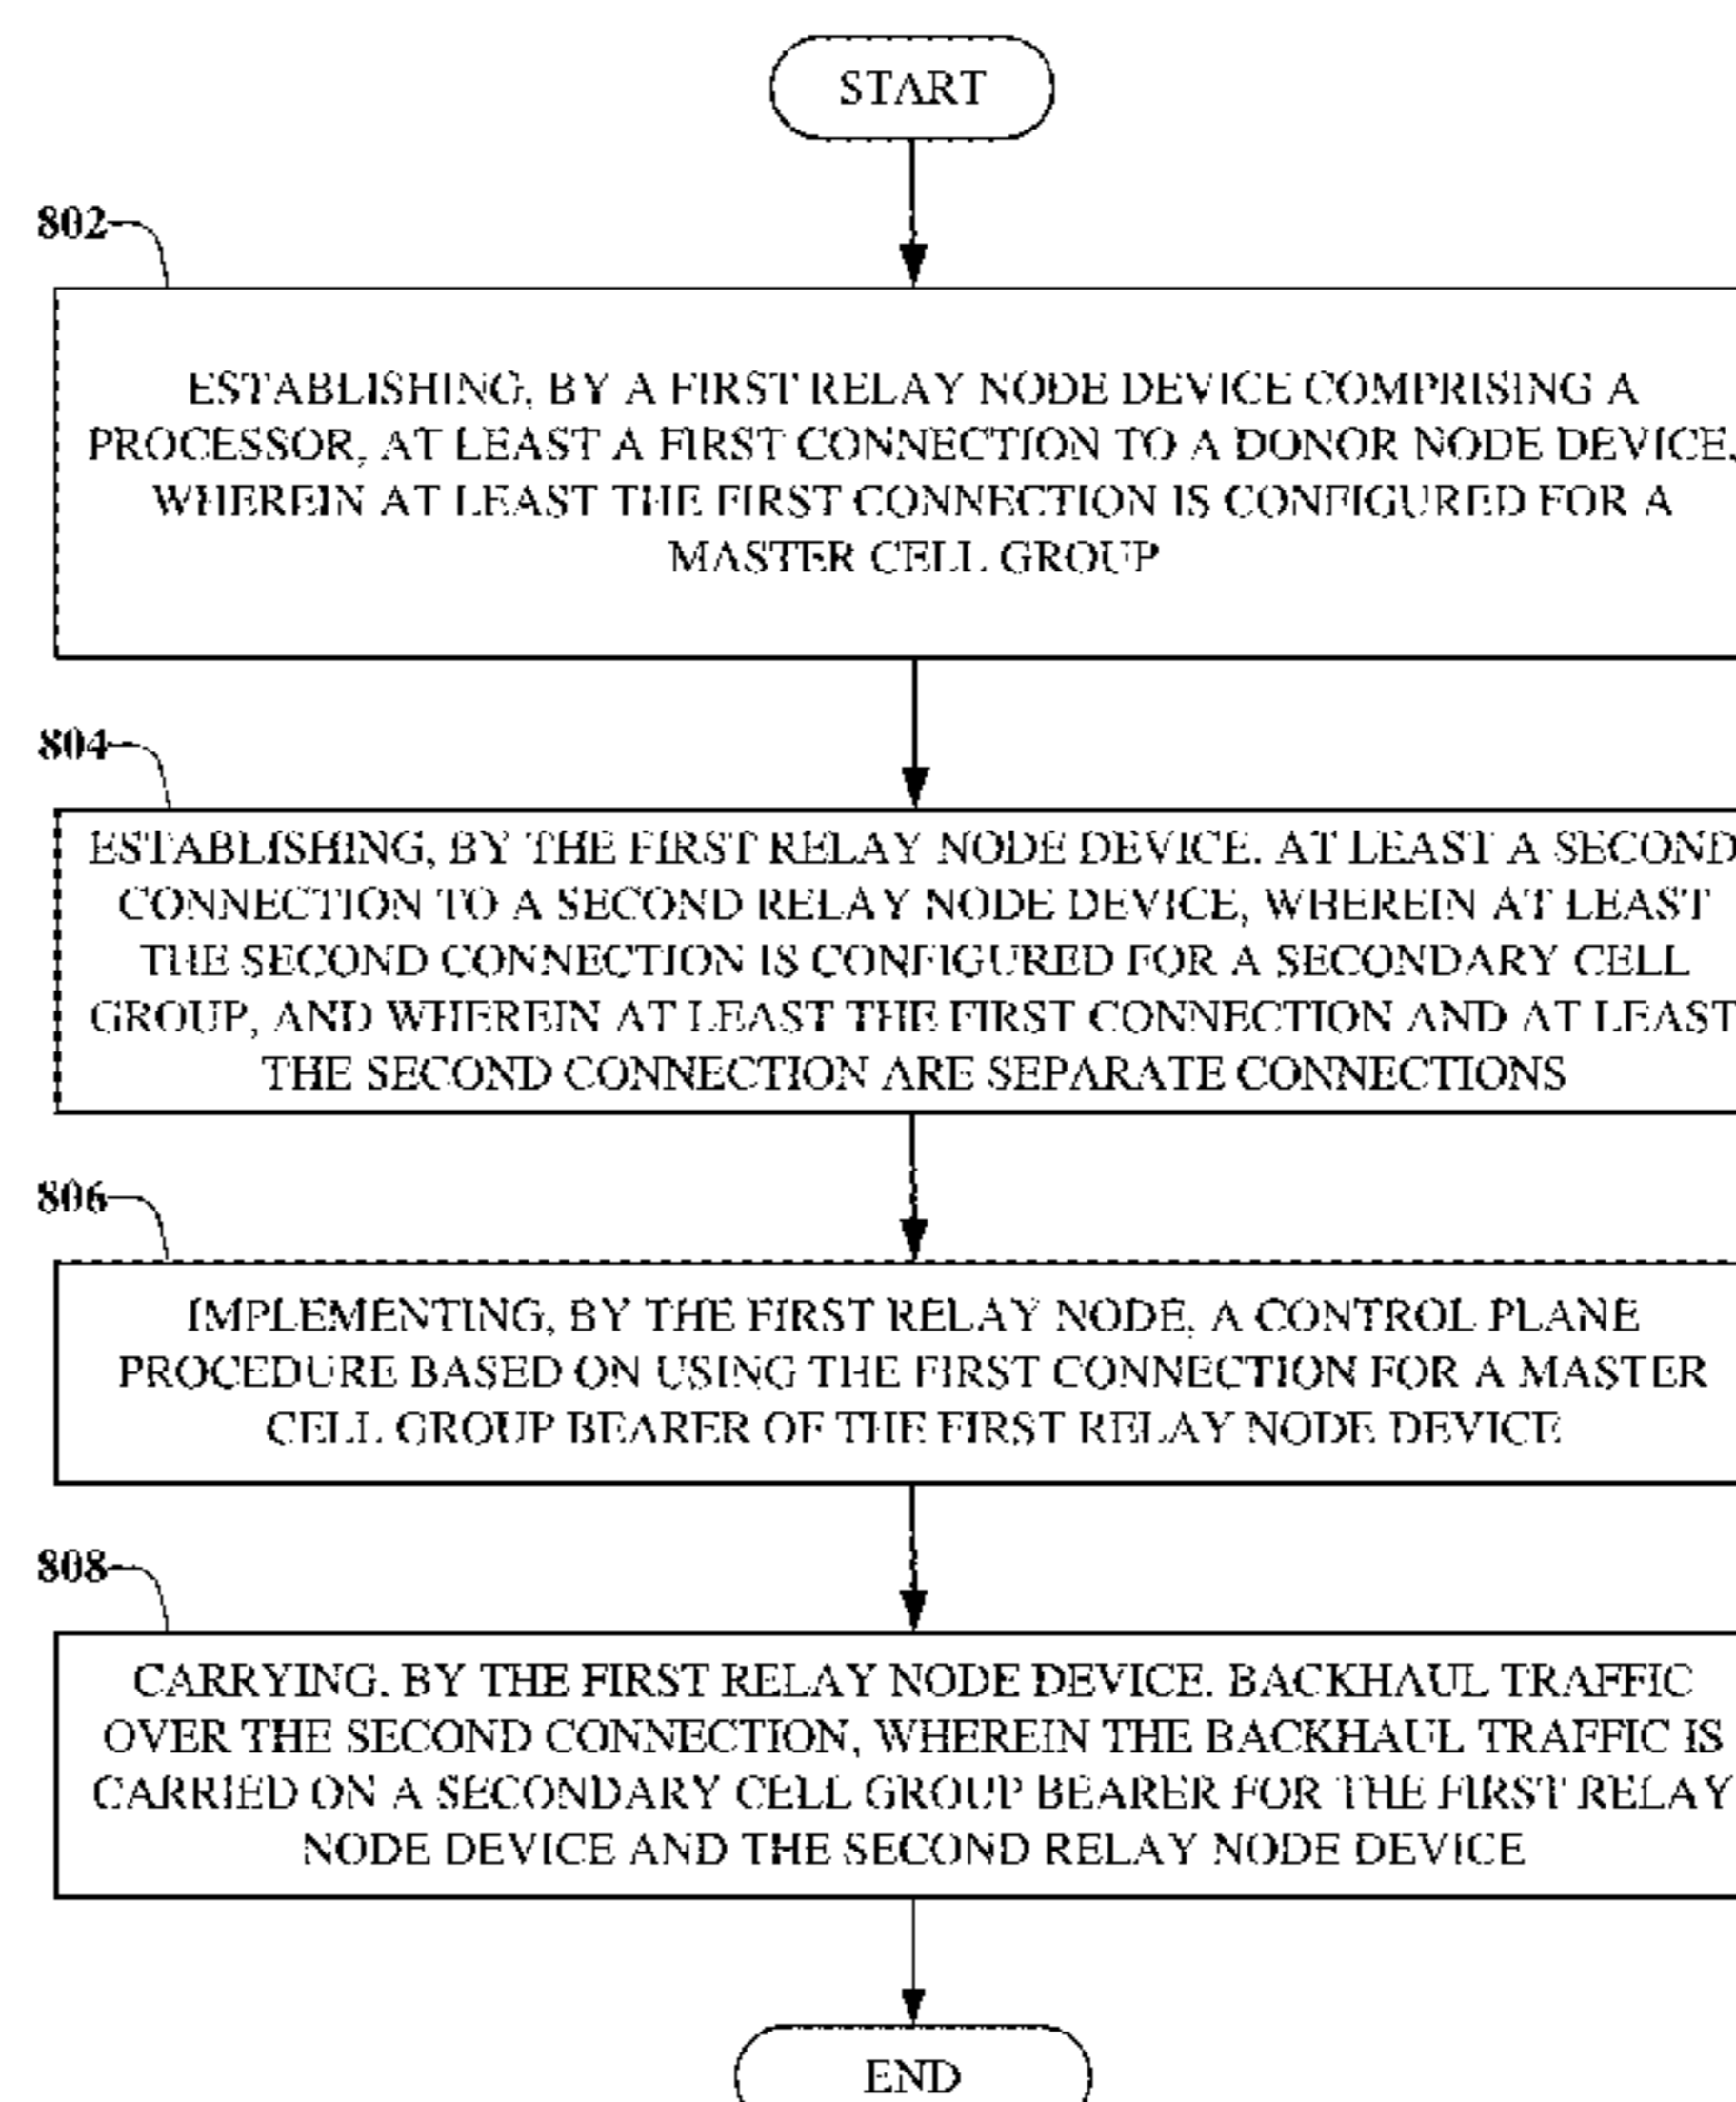 START
802
ESTABLISHING, BY A FIRST RELAY NODE DEVICE COMPRISING A
PROCESSOR, AT LEAST A FIRST CONNECTION TO A DONOR NODE DEVICE,
WHEREIN AT LEAST THE FIRST CONNECTION IS CONFIGURED FOR A
MASTER CELL GROUP
804
ESTABLISHING, BY THE FIRST RELAY NODE DEVICE, AT LEAST A SECOND
CONNECTION TO A SECOND RELAY NODE DEVICE, WHEREIN AT LEAST
THE SECOND CONNECTION IS CONFIGURED FOR A SECONDARY CELL
GROUP, AND WHEREIN AT LEAST THE FIRST CONNECTION AND AT LEAST
THE SECOND CONNECTION ARE SEPARATE CONNECTIONS
806
IMPLEMENTING, BY THE FIRST RELAY NODE, A CONTROL PLANE
PROCEDURE BASED ON USING THE FIRST CONNECTION FOR A MASTER
CELL GROUP BEARER OF THE FIRST RELAY NODE DEVICE
808
CARRYING, BY THE FIRST RELAY NODE DEVICE, BACKHAUL TRAFFIC
OVER THE SECOND CONNECTION, WHEREIN THE BACKHAUL TRAFFIC IS
CARRIED ON A SECONDARY CELL GROUP BEARER FOR THE FIRST RELAY
NODE DEVICE AND THE SECOND RELAY NODE DEVICE
END